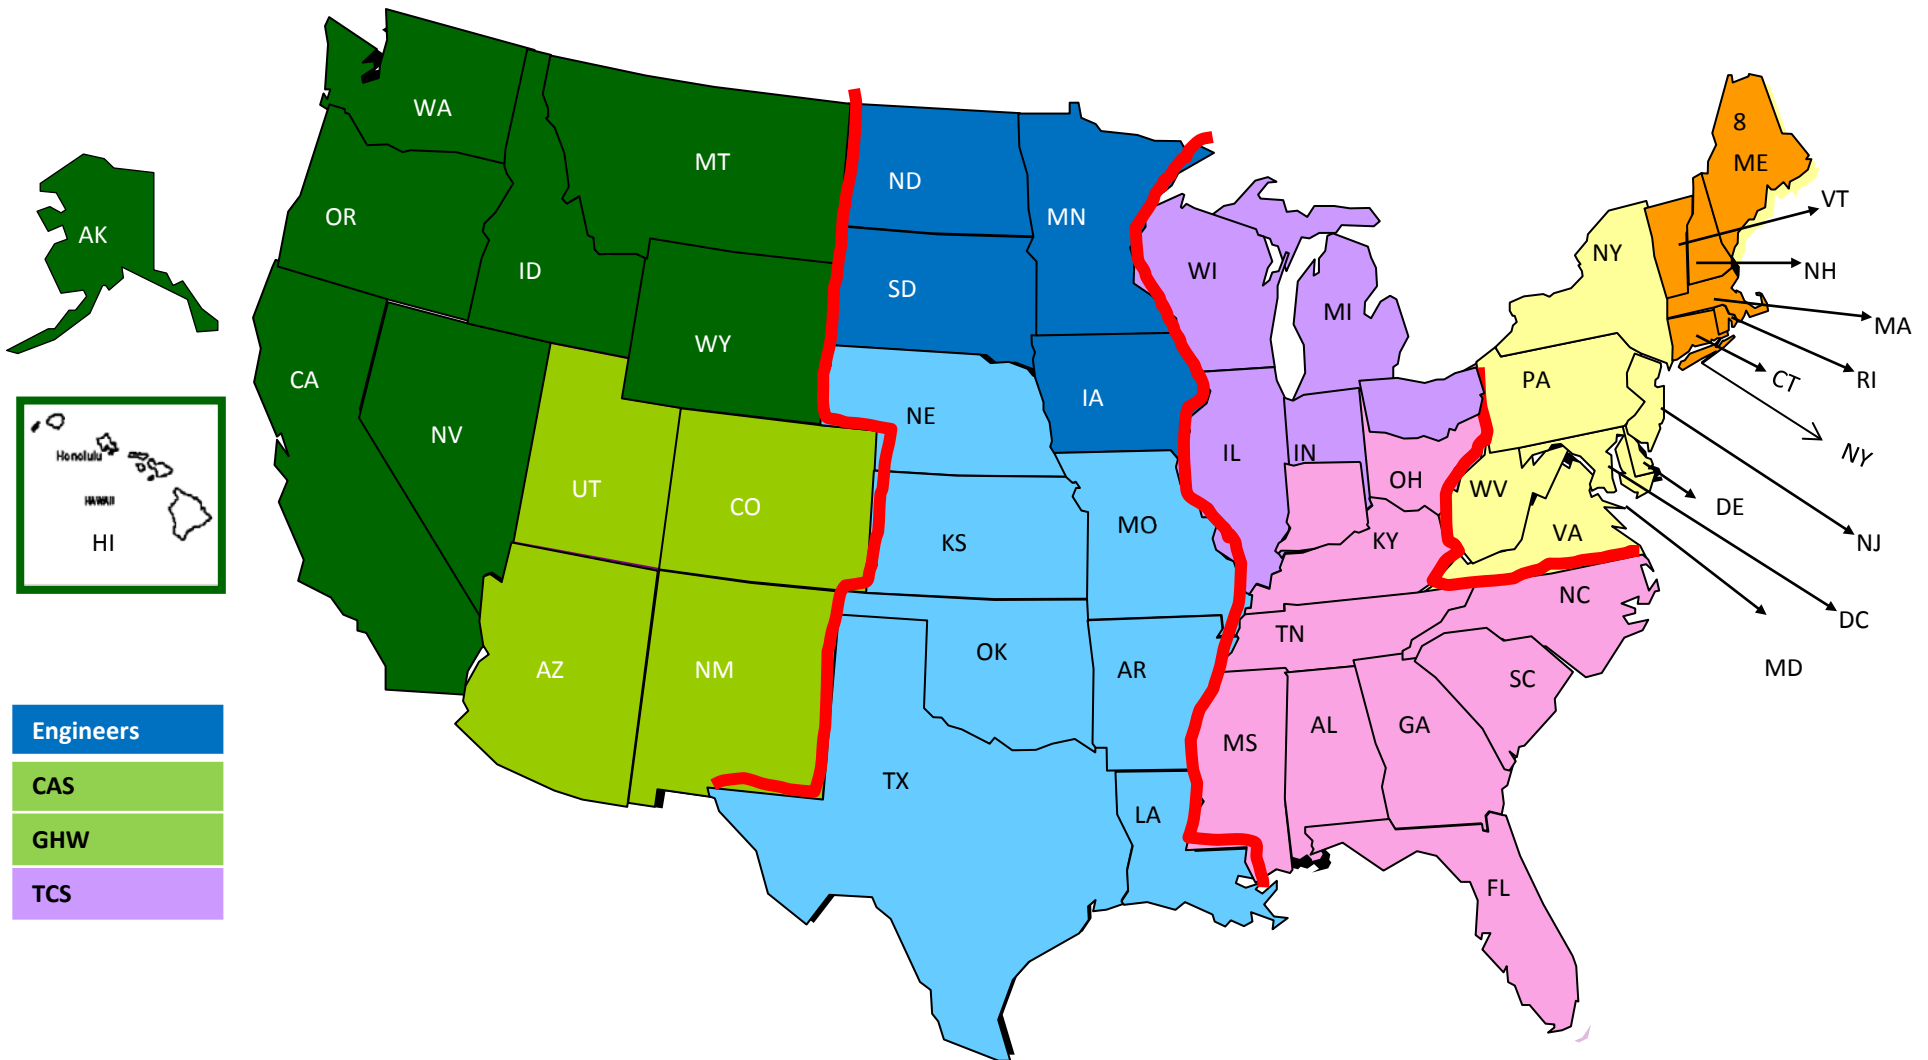 WA
MT
ND
MN
8
ME
VT
OR
AK
ID
SD
WI
MI
NY
NH
MA
WY
CA
NV
NE
IA
IL
IN
OH
PA
CT
RI
NY
Honolulu
HAWAII
HI
UT
CO
KS
MO
KY
WV
VA
DE
NJ
DC
MD
AZ
NM
OK
AR
TN
NC
SC
TX
LA
MS
AL
GA
FL
Engineers
CAS
GHW
TCS